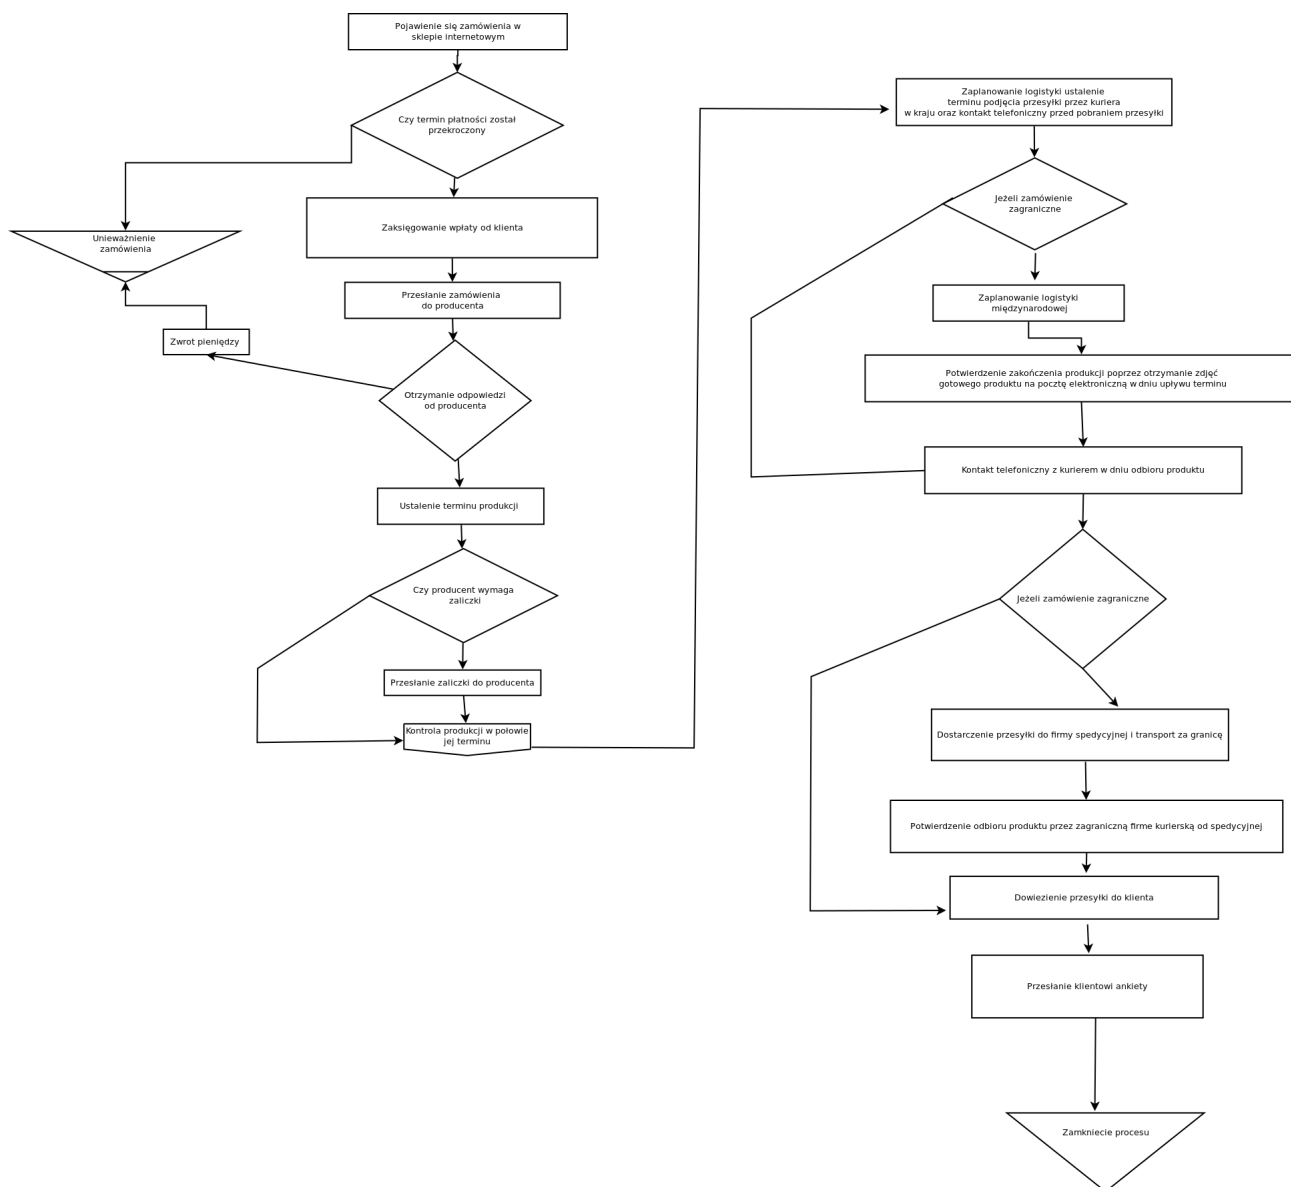 Pojawienie się zamówienia w
sklepie internetowym
Czy termin płatności został
przekroczony
Zaksięgowanie wpłaty od klienta
Unieważnienie
zamówienia
Przesłanie zamówienia
do producenta
Zwrot pieniędzy
Otrzymanie odpowiedzi
od producenta
Ustalenie terminu produkcji
Czy producent wymaga
zaliczki
Przesłanie zaliczki do producenta
Kontrola produkcji w połowie
jej terminu
Zaplanowanie logistyki ustalenie
terminu podjęcia przesyłki przez kuriera
w kraju oraz kontakt telefoniczny przed pobraniem przesyłki
Jeżeli zamówienie
zagraniczne
Zaplanowanie logistyki
międzynarodowej
Potwierdzenie zakończenia produkcji poprzez otrzymanie zdjęć
gotowego produktu na pocztę elektroniczną w dniu upływu terminu
Kontakt telefoniczny z kurierem w dniu odbioru produktu
Jeżeli zamówienie zagraniczne
Dostarczenie przesyłki do firmy spedycyjnej i transport za granicę
Potwierdzenie odbioru produktu przez zagraniczną firme kurierską od spedycyjnej
Dowiezienie przesyłki do klienta
Przesłanie klientowi ankiety
Zamkniecie procesu